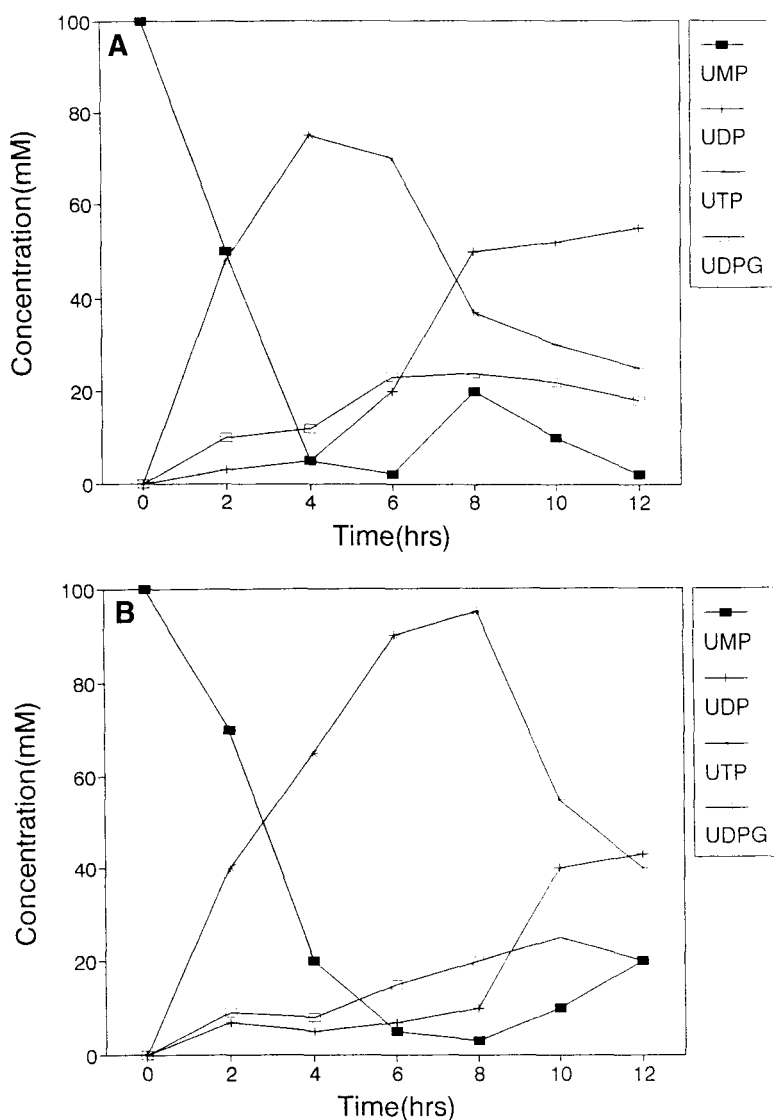 A
Concentration(mM)
100
80
60
40
20
0
0 2 4 6 8 10 12
Time(hrs)
UMP
UDP
UTP
UDPG
B
Concentration(mM)
100
80
60
40
20
0
0 2 4 6 8 10 12
Time(hrs)
UMP
UDP
UTP
UDPG